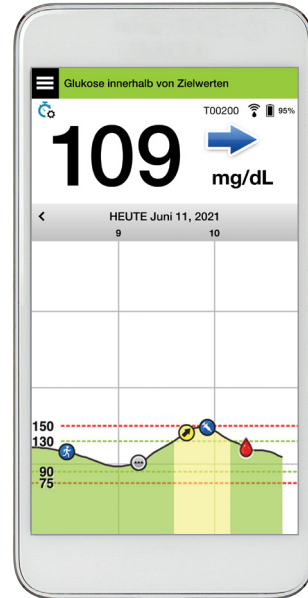 Glukose innerhalb von Zielwerten
T00200 95%
109 mg/dL
< HEUTE Juni 11, 2021
9 10
150
130
90
75